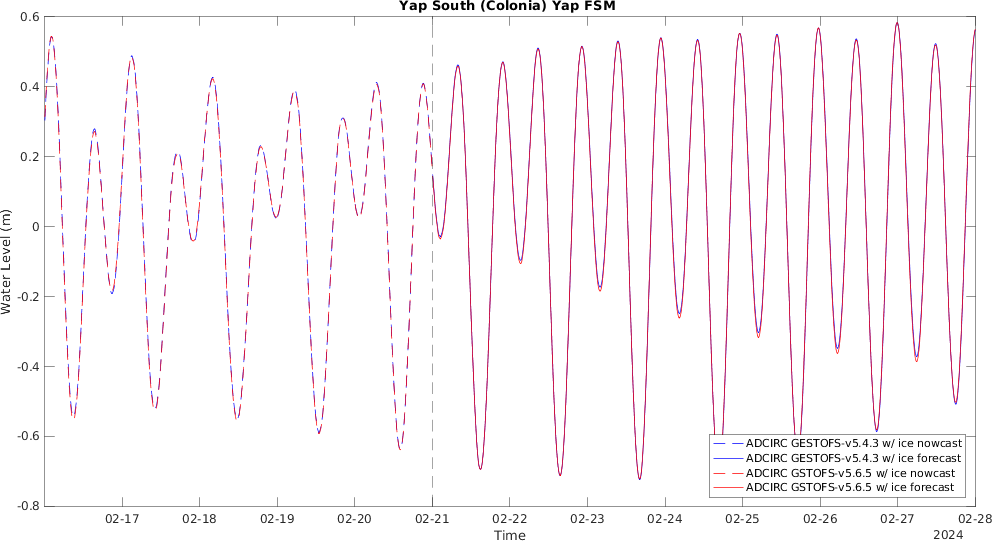 Yap South (Colonia) Yap FSM
0.6
0.4
0.2
0
-0.2
-0.4
-0.6
-0.8
Water Level (m)
ADCIRC GESTOFS-v5.4.3 w/ ice nowcast
ADCIRC GESTOFS-v5.4.3 w/ ice forecast
ADCIRC GSTOFS-v5.6.5 w/ ice nowcast
ADCIRC GSTOFS-v5.6.5 w/ ice forecast
02-17 02-18 02-19 02-20 02-21 02-22 02-23 02-24 02-25 02-26 02-27 02-28
Time
2024